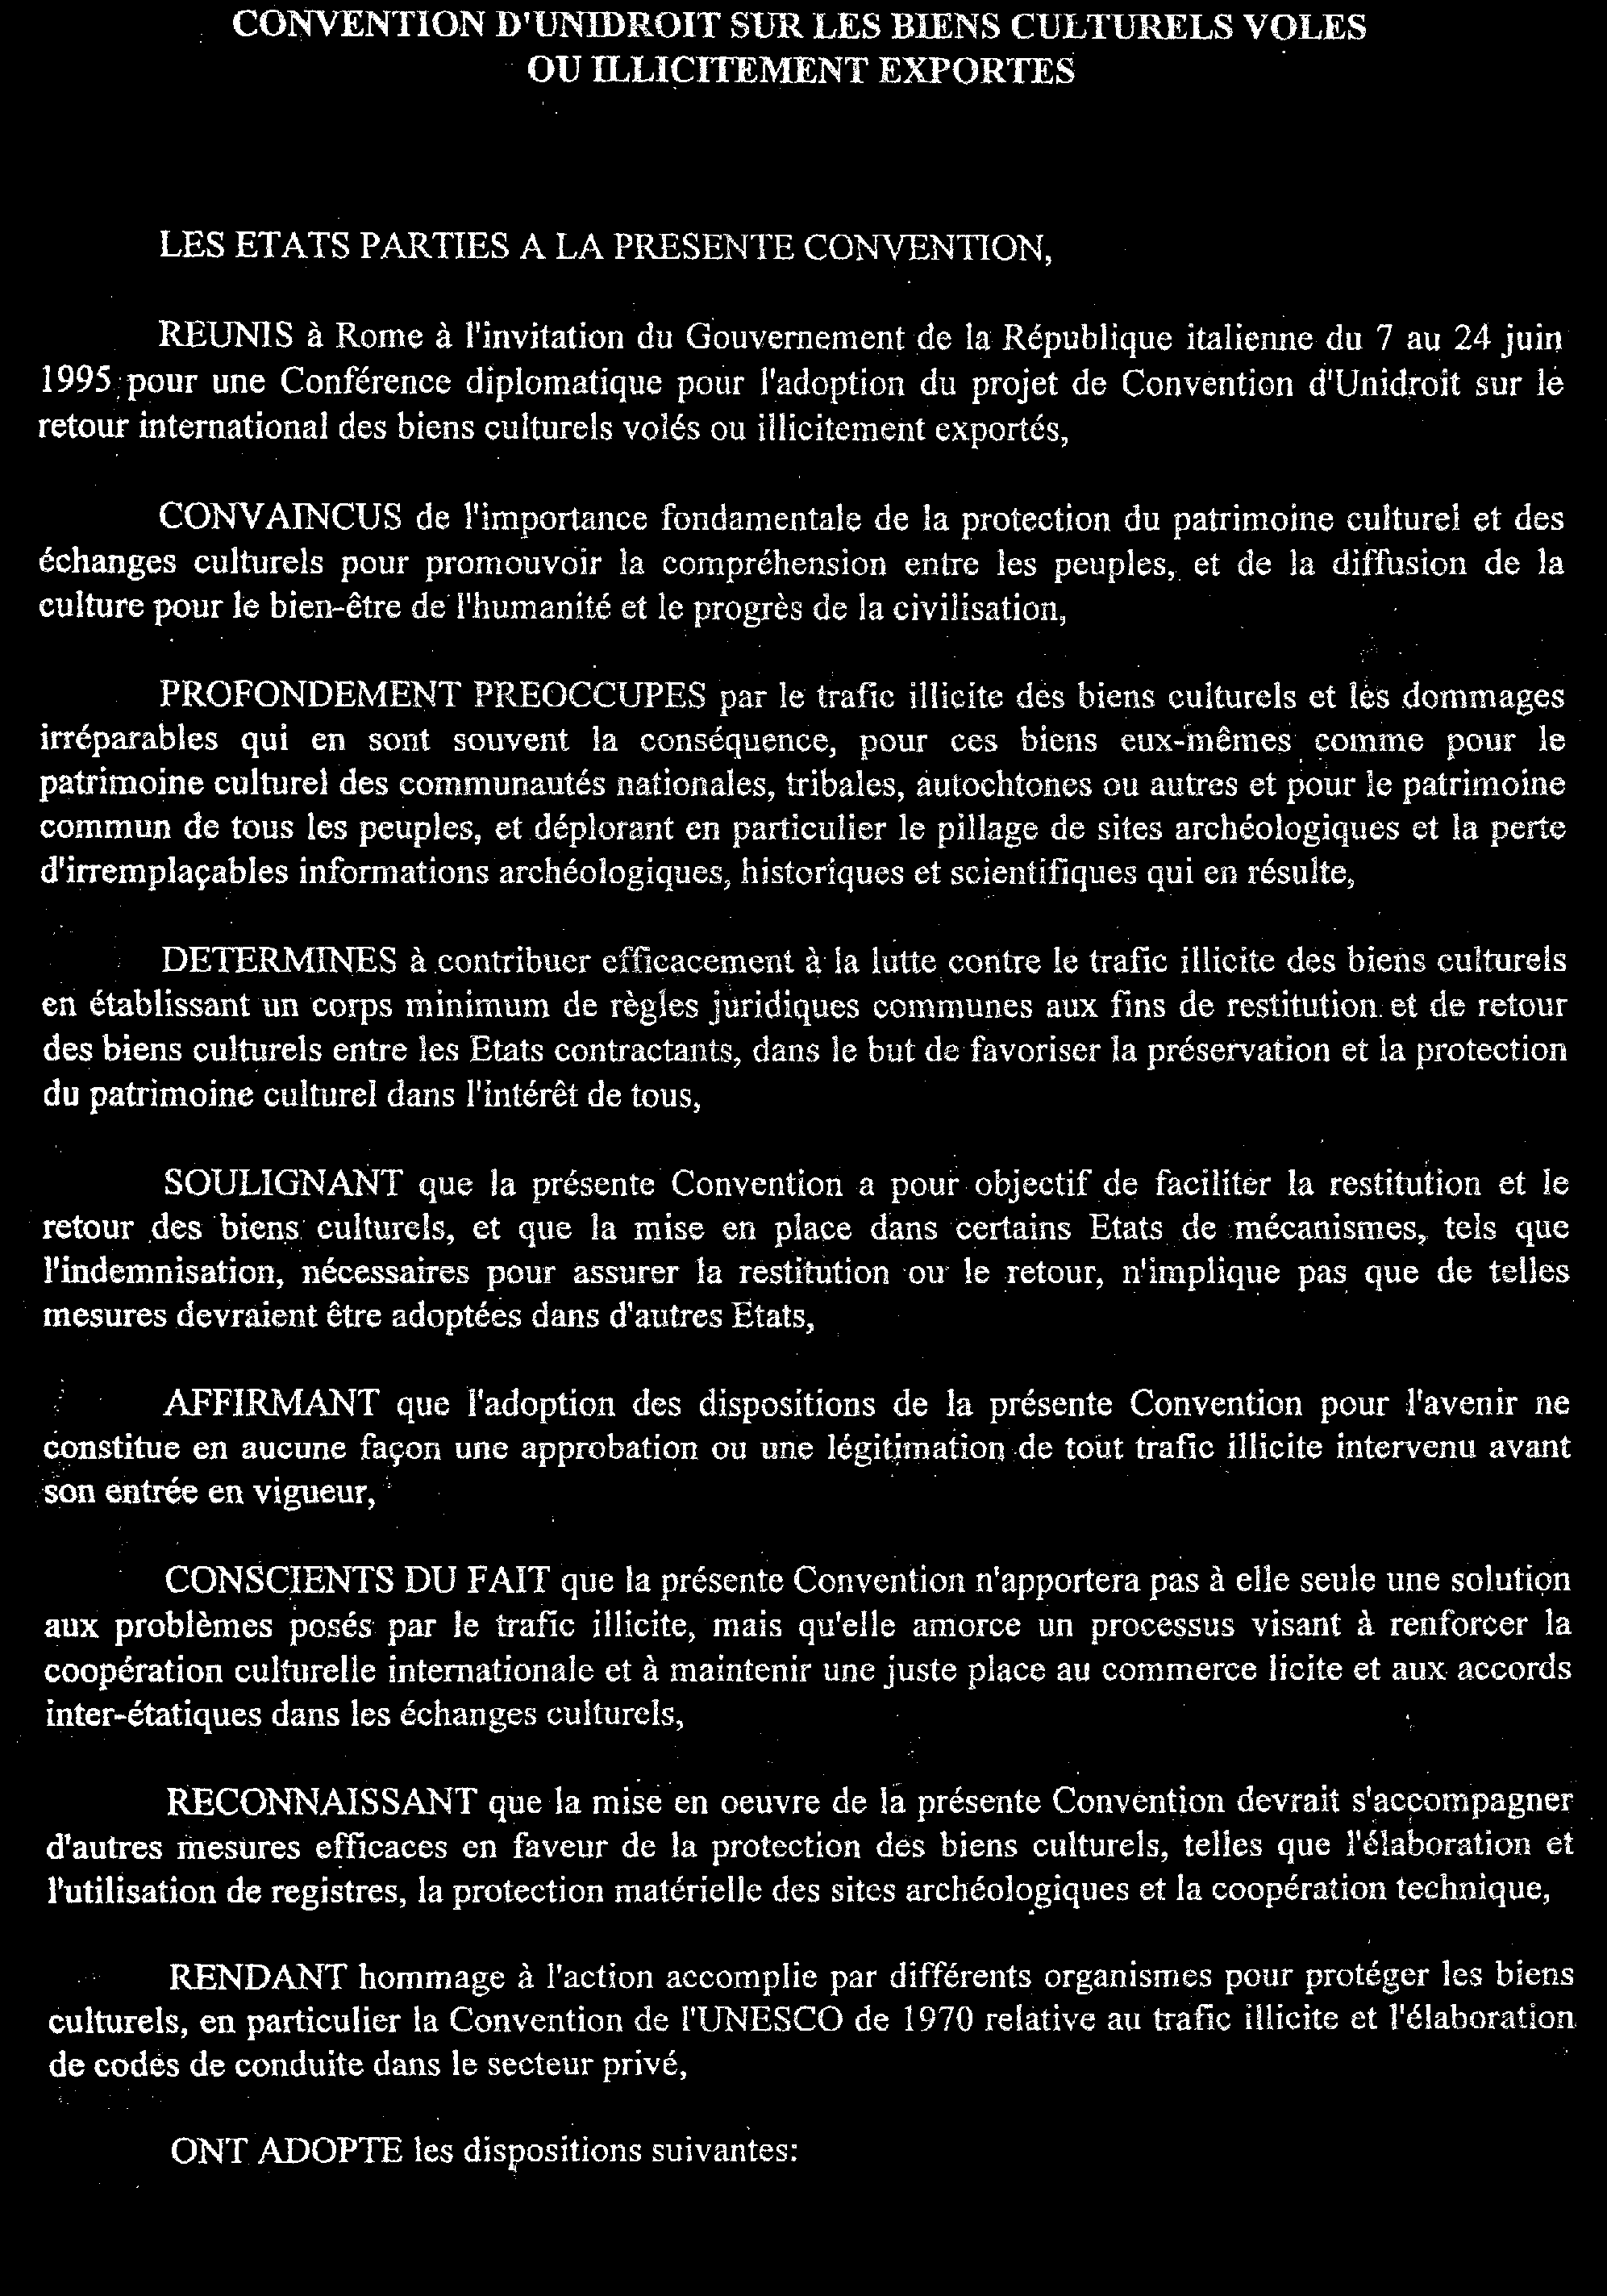 CONVENTION D'UNIDROIT SUR LES BIENS CULTURELS VOLES
OU ILLICITEMENT EXPORTES
LES ETATS PARTIES A LA PRESENTE CONVENTION,
REUNIS à Rome à l'invitation du Gouvernement de la République italienne du 7 au 24 juin
1995 pour une Conférence diplomatique pour l'adoption du projet de Convention d'Unidroit sur le
retour international des biens culturels volés ou illicitement exportés,
CONVAINCUS de l'importance fondamentale de la protection du patrimoine culturel et des
échanges culturels pour promouvoir la compréhension entre les peuples, et de la diffusion de la
culture pour le bien-être de l'humanité et le progrès de la civilisation,
PROFONDEMENT PREOCCUPES par le trafic illicite des biens culturels et les dommages
irréparables qui en sont souvent la conséquence, pour ces biens eux-mêmes comme pour le
patrimoine culturel des communautés nationales, tribales, autochtones ou autres et pour le patrimoine
commun de tous les peuples, et déplorant en particulier le pillage de sites archéologiques et la perte
d'irremplaçables informations archéologiques, historiques et scientifiques qui en résulte,
DETERMINES à contribuer efficacement à la lutte contre le trafic illicite des biens culturels
en établissant un corps minimum de règles juridiques communes aux fins de restitution et de retour
des biens culturels entre les Etats contractants, dans le but de favoriser la préservation et la protection
du patrimoine culturel dans l'intérêt de tous,
SOULIGNANT que la présente Convention a pour objectif de faciliter la restitution et le
retour des biens culturels, et que la mise en place dans certains Etats de mécanismes, tels que
l'indemnisation, nécessaires pour assurer la restitution ou le retour, n'implique pas que de telles
mesures devraient être adoptées dans d'autres Etats,
AFFIRMANT que l'adoption des dispositions de la présente Convention pour l'avenir ne
constitue en aucune façon une approbation ou une légitimation de tout trafic illicite intervenu avant
son entrée en vigueur,
CONSCIENTS DU FAIT que la présente Convention n'apportera pas à elle seule une solution
aux problèmes posés par le trafic illicite, mais qu'elle amorce un processus visant à renforcer la
coopération culturelle internationale et à maintenir une juste place au commerce licite et aux accords
inter-étatiques dans les échanges culturels,
RECONNAISSANT que la mise en oeuvre de la présente Convention devrait s'accompagner
d'autres mesures efficaces en faveur de la protection des biens culturels, telles que l'élaboration et
l'utilisation de registres, la protection matérielle des sites archéologiques et la coopération technique,
RENDANT hommage à l'action accomplie par différents organismes pour protéger les biens
culturels, en particulier la Convention de l'UNESCO de 1970 relative au trafic illicite et l'élaboration
de codes de conduite dans le secteur privé,
ONT ADOPTE les dispositions suivantes: